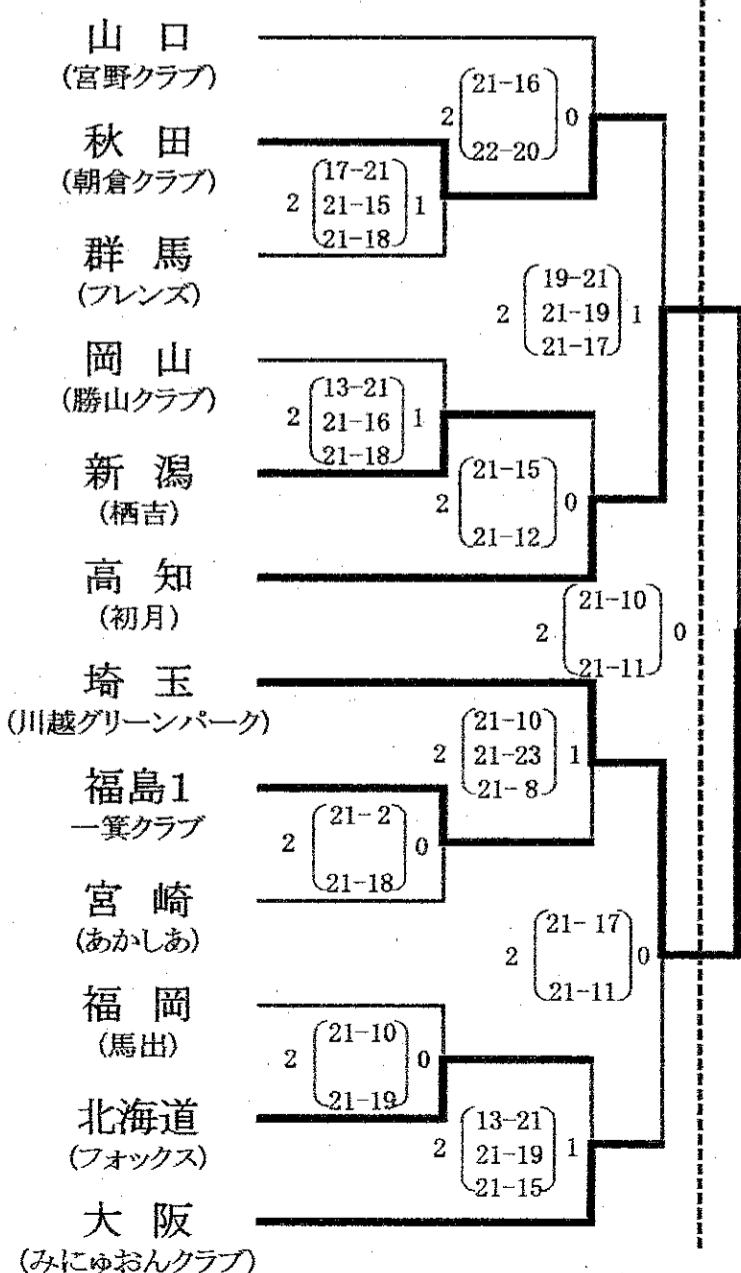 山口
(宮野クラブ)
21-16
2 0
22-20
秋田
(朝倉クラブ)
17-21
2 21-15 1
21-18
群馬
(フレンズ)
19-21
2 21-19 1
21-17
岡山
(勝山クラブ)
13-21
2 21-16 1
21-18
新潟
(栖吉)
21-15
2 0
21-12
高知
(初月)
21-10
2 0
21-11
埼玉
(川越グリーンパーク)
21-10
2 21-23 1
21-8
福島1
一箕クラブ
21-2
2 0
21-18
宮崎
(あかしあ)
21-17
2 0
21-11
福岡
(馬出)
21-10
2 0
21-19
北海道
(フォックス)
13-21
2 21-19 1
21-15
大阪
(みにゅおんクラブ)